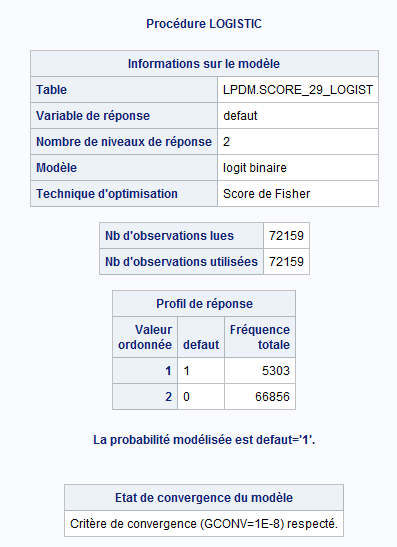 Procédure LOGISTIC
Informations sur le modèle
Table LPDM.SCORE_29_LOGIST
Variable de réponse defaut
Nombre de niveaux de réponse 2
Modèle logit binaire
Technique d'optimisation Score de Fisher
Nb d'observations lues 72159
Nb d'observations utilisées 72159
Profil de réponse
Valeur Fréquence
ordonnée defaut totale
1 1 5303
2 0 66856
La probabilité modélisée est defaut='1'.
Etat de convergence du modèle
Critère de convergence (GCONV=1E-8) respecté.